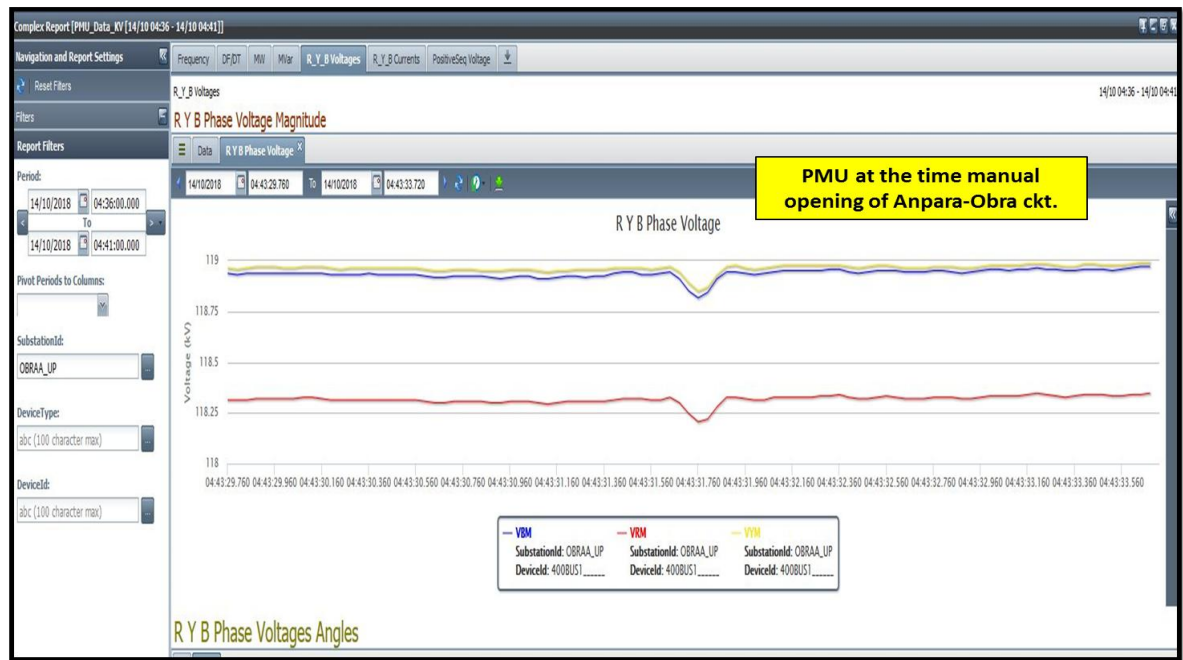 Complex Report [PMU_Data_KV [14/10 04:36 - 14/10 04:41]]
Navigation and Report Settings
Frequency DF/DT MW MVar R_Y_B Voltages R_Y_B Currents PositiveSeq Voltage
Reset Filters
R_Y_B Voltages 14/10 04:36 - 14/10 04:41
Filters
R Y B Phase Voltage Magnitude
Report Filters
Data R Y B Phase Voltage X
Period:
14/10/2018 04:43:29.760 To 14/10/2018 04:43:33.720
PMU at the time manual
opening of Anpara-Obra ckt.
14/10/2018 04:36:00.000
To
14/10/2018 04:41:00.000
R Y B Phase Voltage
Pivot Periods to Columns:
SubstationId:
OBRAA_UP ...
DeviceType:
abc (100 character max) ...
DeviceId:
abc (100 character max) ...
Voltage (kV)
119
118.75
118.5
118.25
118
04:43:29.760 04:43:29.960 04:43:30.160 04:43:30.360 04:43:30.560 04:43:30.760 04:43:30.960 04:43:31.160 04:43:31.360 04:43:31.560 04:43:31.760 04:43:31.960 04:43:32.160 04:43:32.360 04:43:32.560 04:43:32.760 04:43:32.960 04:43:33.160 04:43:33.360 04:43:33.560
VBM VRM VYM
SubstationId: OBRAA_UP SubstationId: OBRAA_UP SubstationId: OBRAA_UP
DeviceId: 400BUS1______ DeviceId: 400BUS1______ DeviceId: 400BUS1______
R Y B Phase Voltages Angles